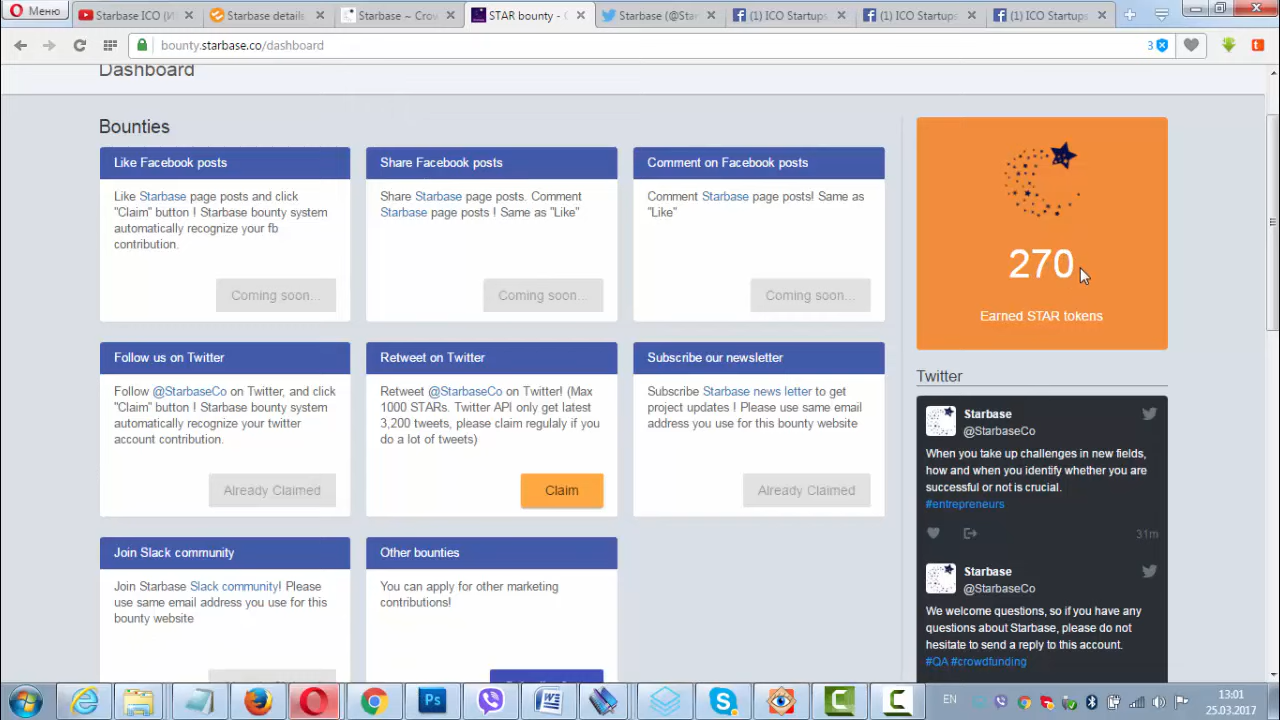 Меню
Starbase ICO (И
Starbase details
Starbase ~ Crow
STAR bounty - C
Starbase (@Star
(1) ICO Startups
(1) ICO Startups
(1) ICO Startups
bounty.starbase.co/dashboard
3
Dashboard
Bounties
Like Facebook posts
Like Starbase page posts and click
"Claim" button ! Starbase bounty system
automatically recognize your fb
contribution.
Coming soon...
Share Facebook posts
Share Starbase page posts. Comment
Starbase page posts ! Same as "Like"
Coming soon...
Comment on Facebook posts
Comment Starbase page posts! Same as
"Like"
Coming soon...
270
Earned STAR tokens
Follow us on Twitter
Follow @StarbaseCo on Twitter, and click
"Claim" button ! Starbase bounty system
automatically recognize your twitter
account contribution.
Already Claimed
Retweet on Twitter
Retweet @StarbaseCo on Twitter! (Max
1000 STARs. Twitter API only get latest
3,200 tweets, please claim regulaly if you
do a lot of tweets)
Claim
Subscribe our newsletter
Subscribe Starbase news letter to get
project updates ! Please use same email
address you use for this bounty website
Already Claimed
Twitter
Starbase
@StarbaseCo
When you take up challenges in new fields,
how and when you identify whether you are
successful or not is crucial.
#entrepreneurs
31m
Starbase
@StarbaseCo
We welcome questions, so if you have any
questions about Starbase, please do not
hesitate to send a reply to this account.
#QA #crowdfunding
Join Slack community
Join Starbase Slack community! Please
use same email address you use for this
bounty website
Other bounties
You can apply for other marketing
contributions!
Ps
W
EN
13:01
25.03.2017